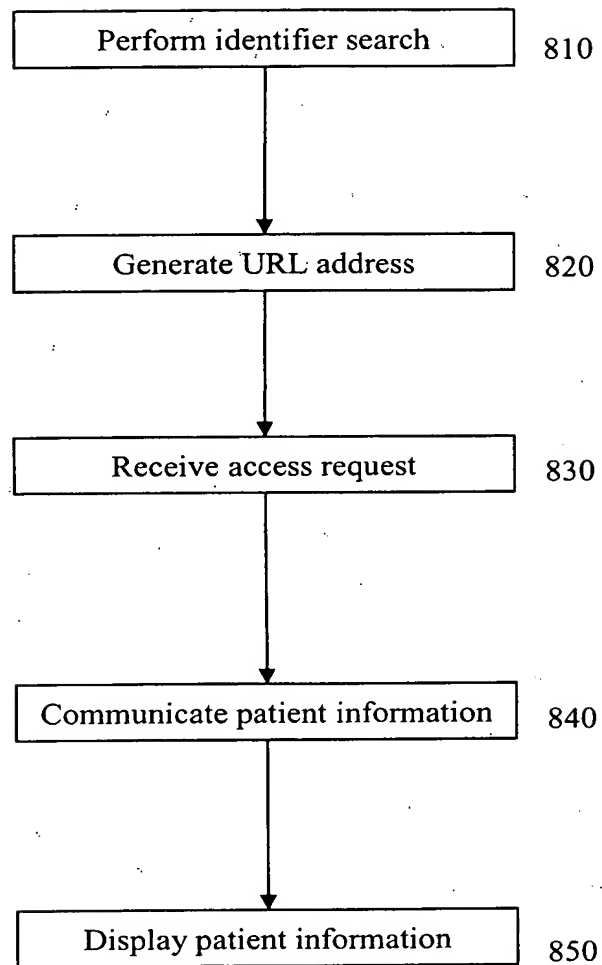 Perform identifier search 810
Generate URL address 820
Receive access request 830
Communicate patient information 840
Display patient information 850